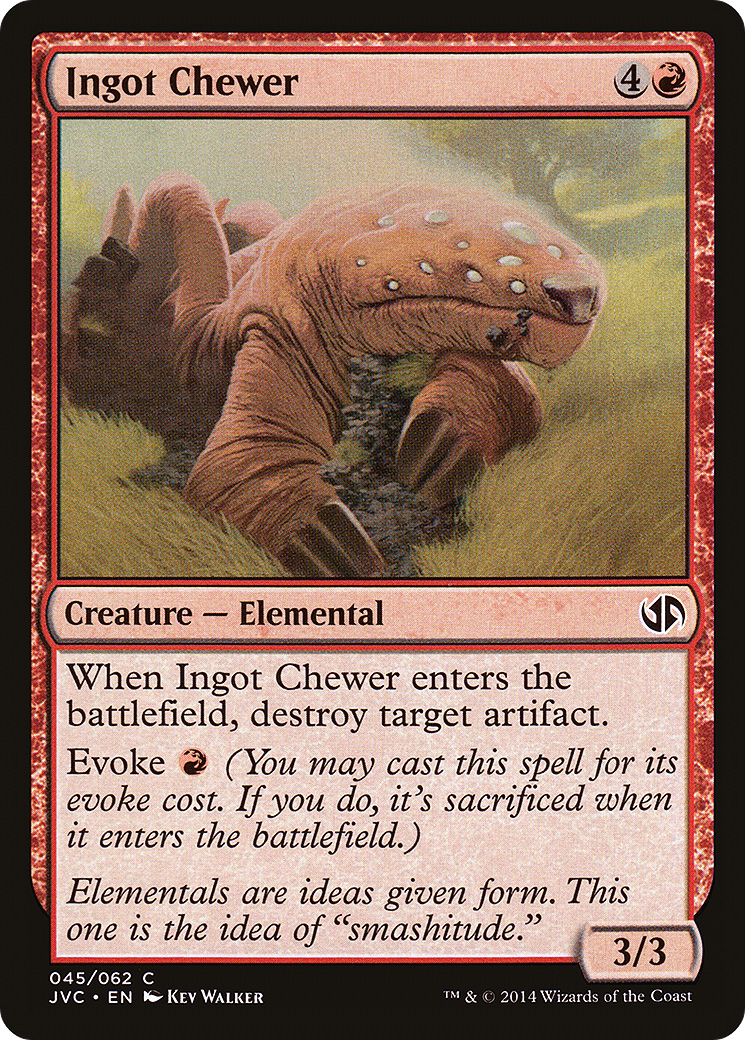 Ingot Chewer 4
Creature — Elemental
When Ingot Chewer enters the
battlefield, destroy target artifact.
Evoke (You may cast this spell for its
evoke cost. If you do, it's sacrificed when
it enters the battlefield.)
Elementals are ideas given form. This
one is the idea of “smashitude.”
3/3
045/062 C
JVC • EN Kev Walker ™ & © 2014 Wizards of the Coast